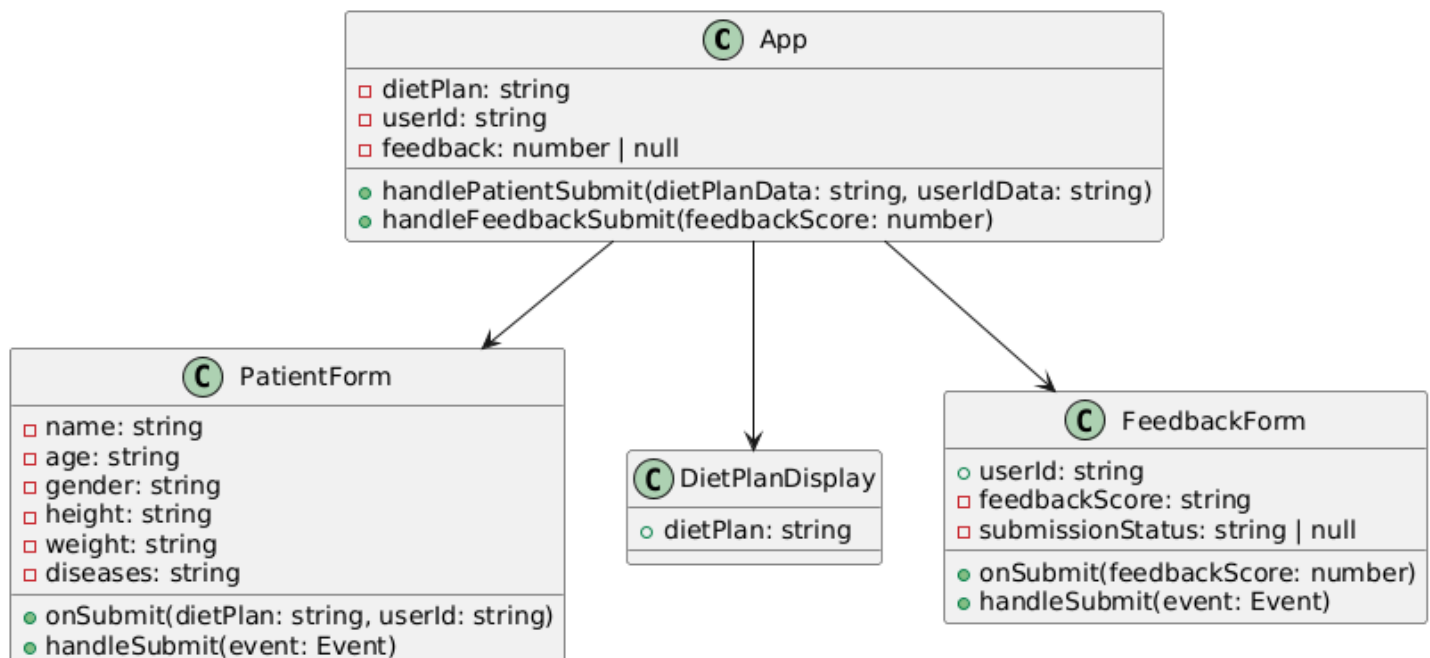 C App
dietPlan: string
userId: string
feedback: number | null
handlePatientSubmit(dietPlanData: string, userIdData: string)
handleFeedbackSubmit(feedbackScore: number)
C PatientForm
name: string
age: string
gender: string
height: string
weight: string
diseases: string
onSubmit(dietPlan: string, userId: string)
handleSubmit(event: Event)
C DietPlanDisplay
dietPlan: string
C FeedbackForm
userId: string
feedbackScore: string
submissionStatus: string | null
onSubmit(feedbackScore: number)
handleSubmit(event: Event)